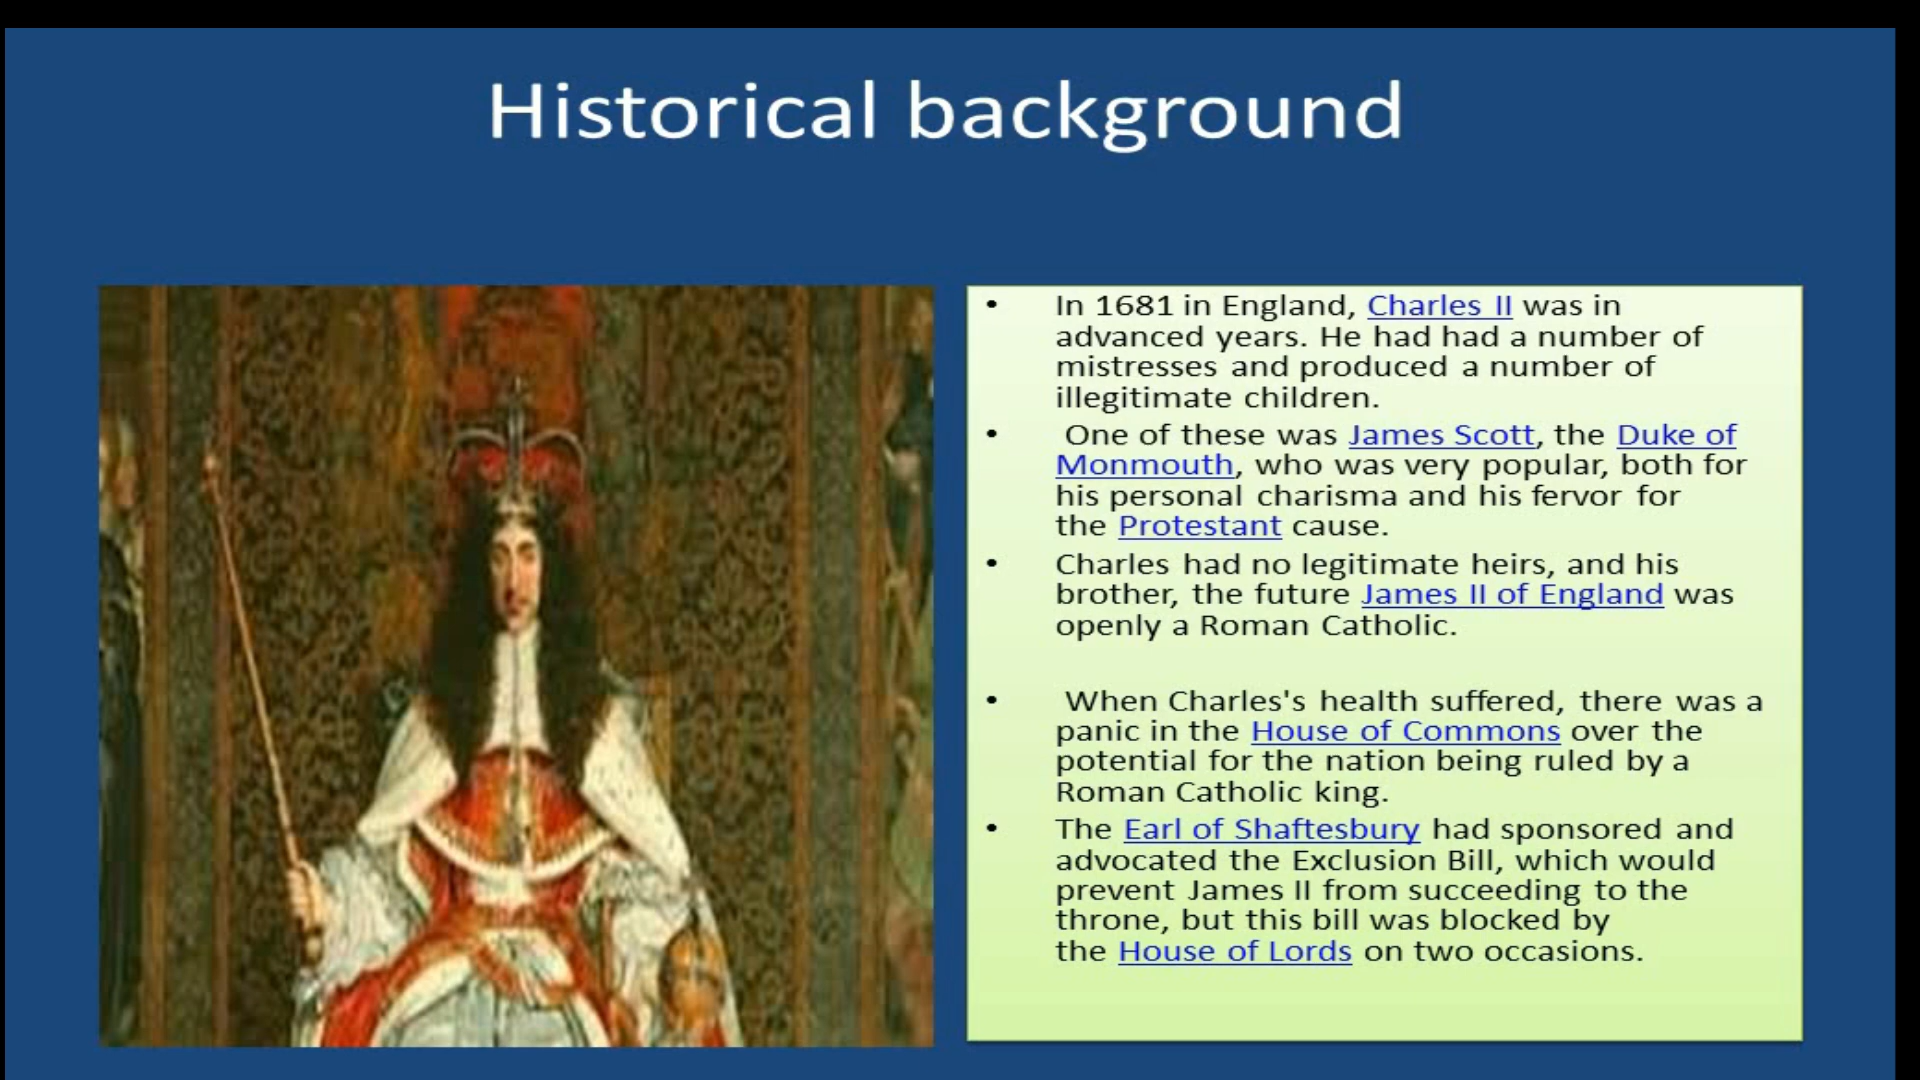 Historical background
• In 1681 in England, Charles II was in
advanced years. He had had a number of
mistresses and produced a number of
illegitimate children.
• One of these was James Scott, the Duke of
Monmouth, who was very popular, both for
his personal charisma and his fervor for
the Protestant cause.
• Charles had no legitimate heirs, and his
brother, the future James II of England was
openly a Roman Catholic.
• When Charles's health suffered, there was a
panic in the House of Commons over the
potential for the nation being ruled by a
Roman Catholic king.
• The Earl of Shaftesbury had sponsored and
advocated the Exclusion Bill, which would
prevent James II from succeeding to the
throne, but this bill was blocked by
the House of Lords on two occasions.